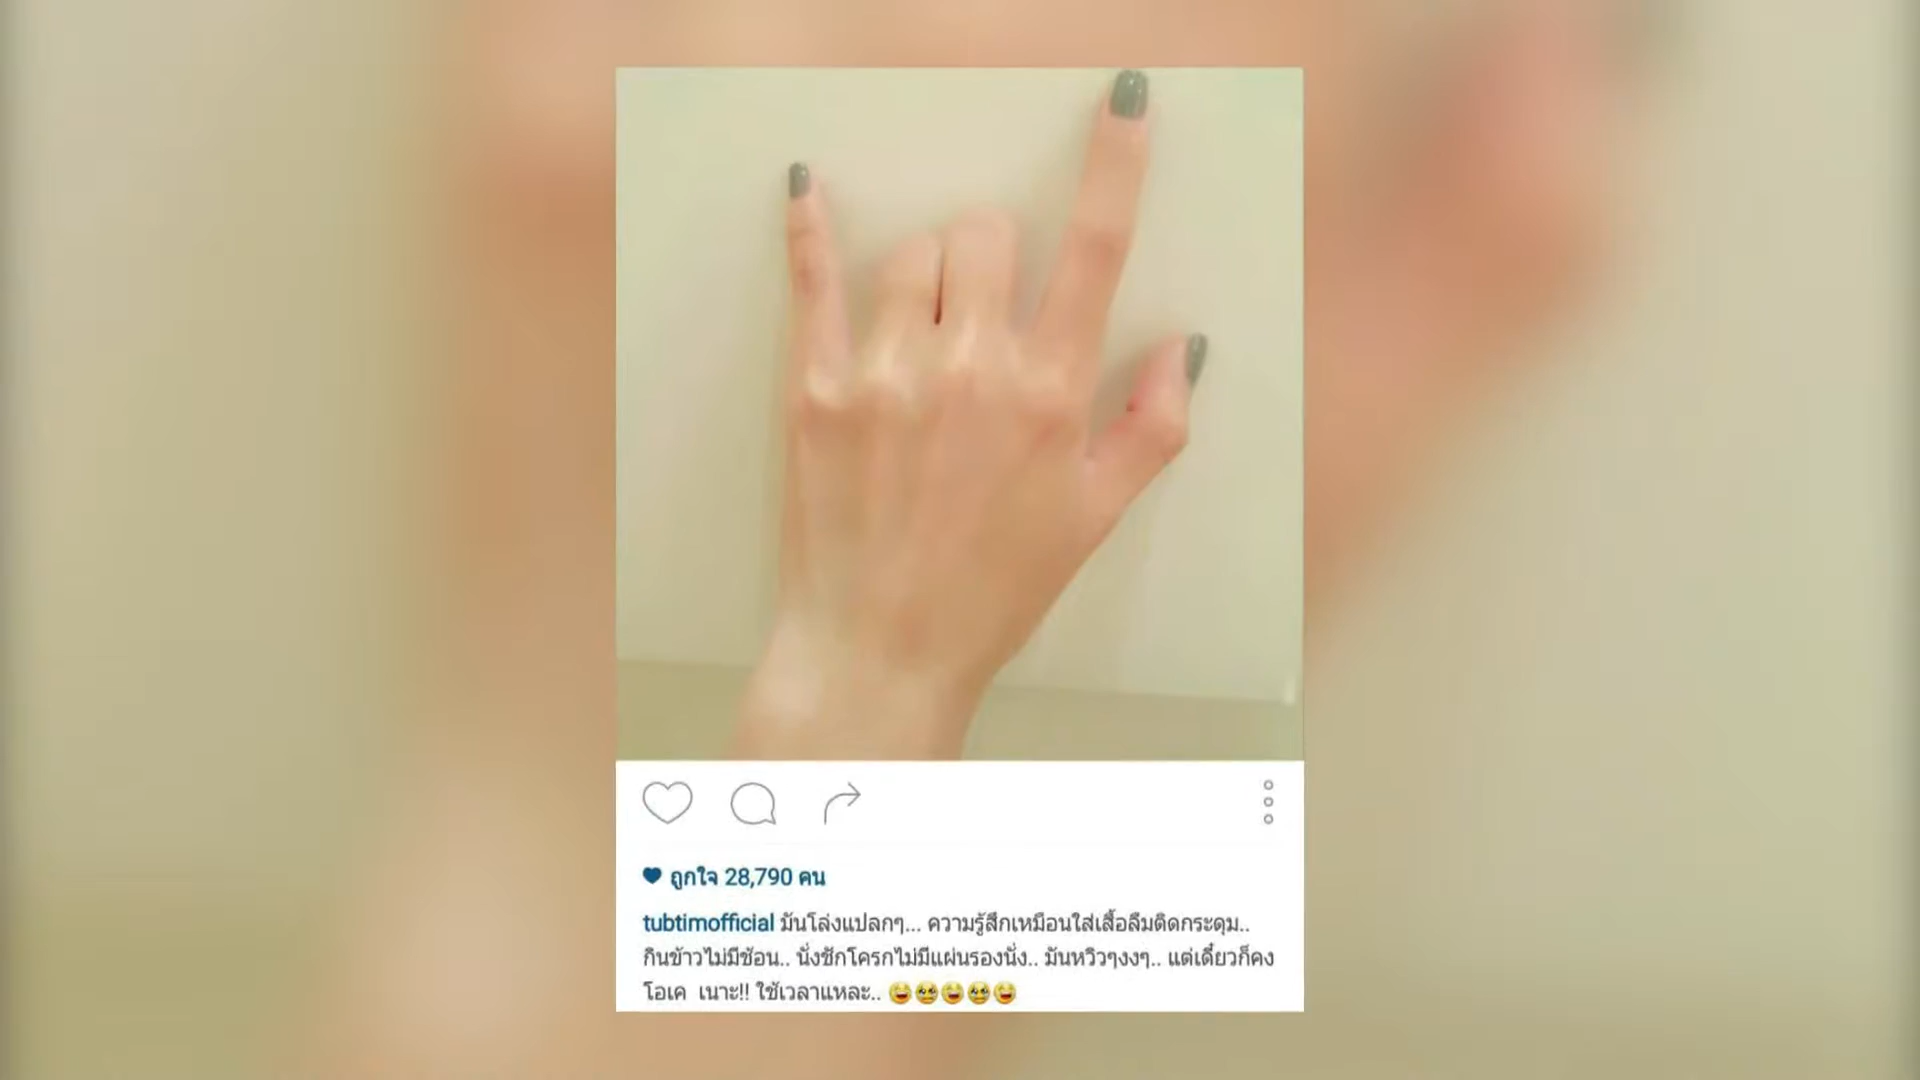 ถูกใจ 28,790 คน
tubtimofficial มันโล่งแปลกๆ... ความรู้สึกเหมือนใส่เสื้อลืมติดกระดุม..
กินข้าวไม่มีช้อน.. นั่งชักโครกไม่มีแผ่นรองนั่ง.. มันหวิวๆงงๆ.. แต่เดี๋ยวก็คง
โอเค เนาะ!! ใช้เวลาแหละ.. 😂😢😂😢😂